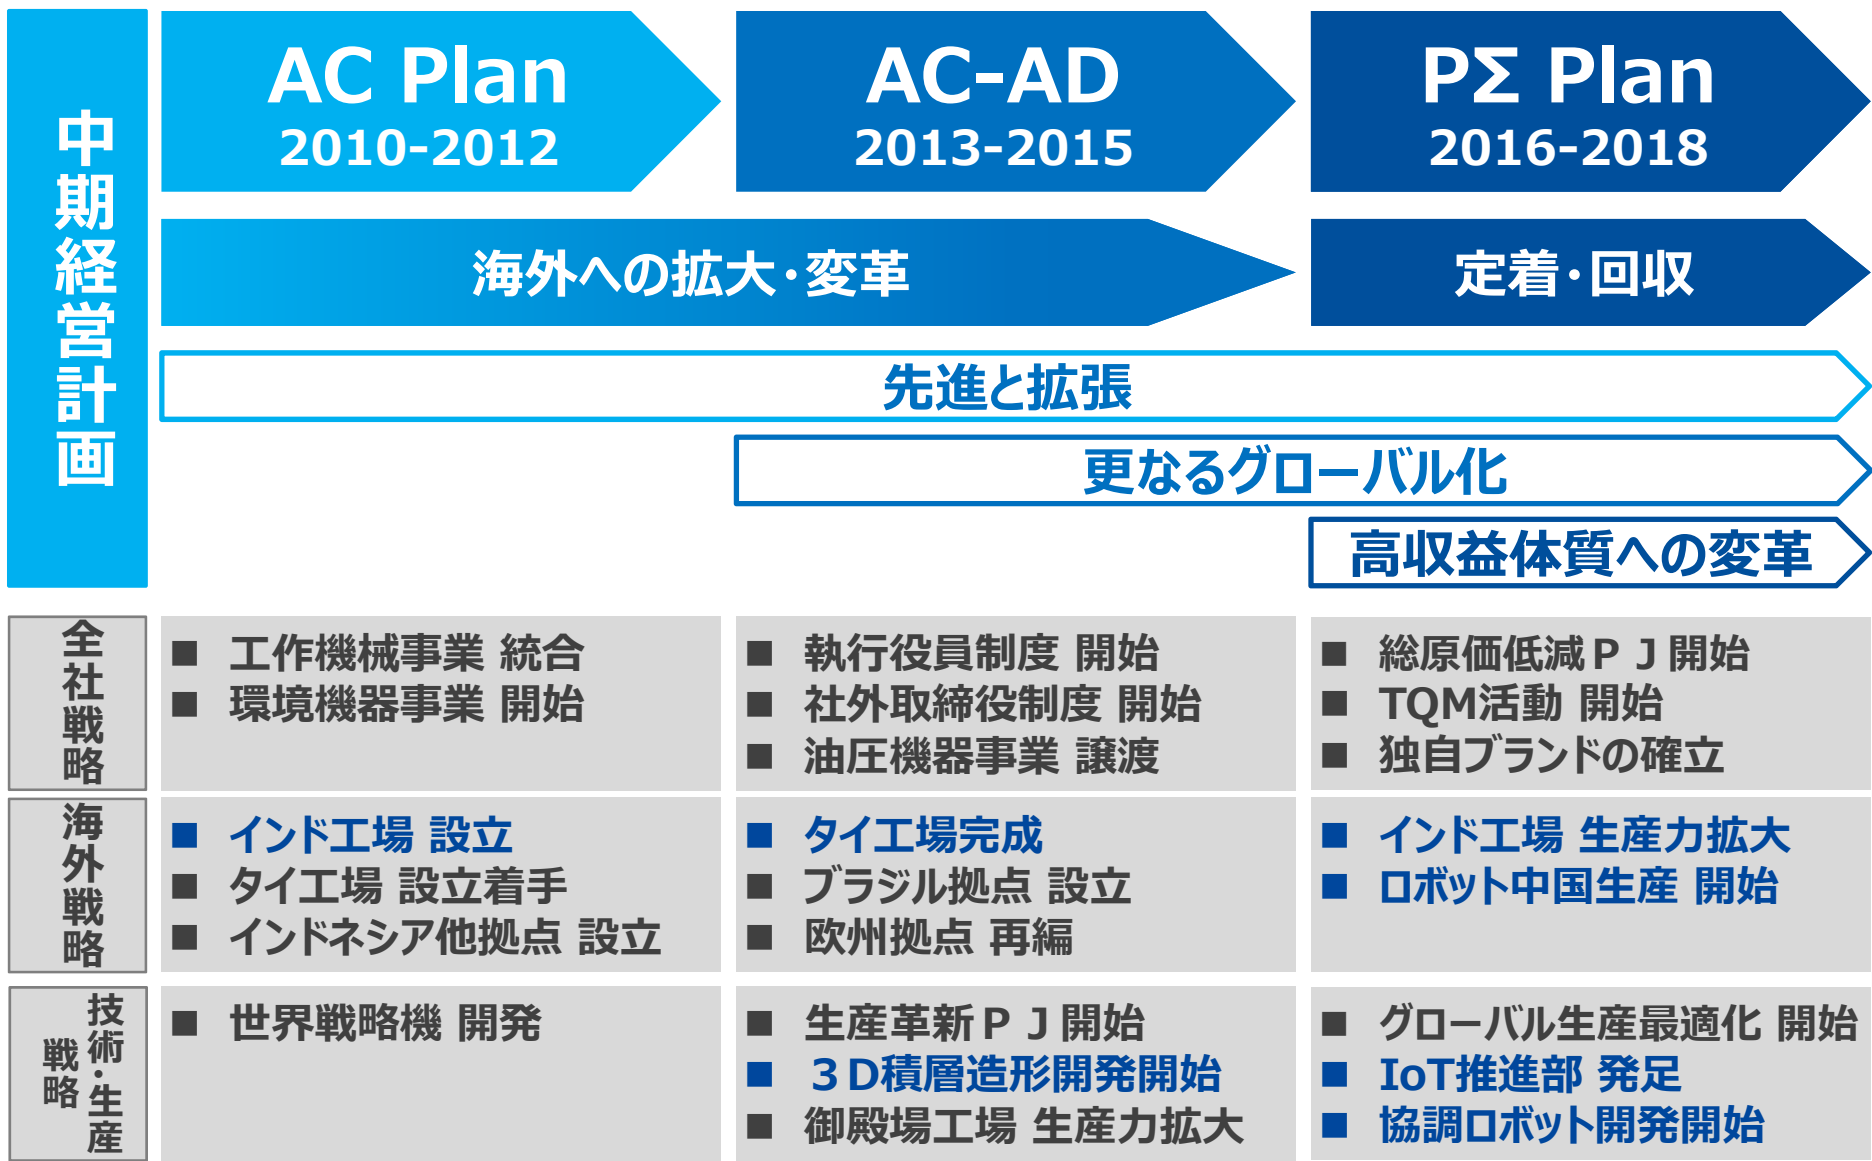 中期経営計画
AC Plan
2010-2012
AC-AD
2013-2015
PΣ Plan
2016-2018
海外への拡大・変革
定着・回収
先進と拡張
更なるグローバル化
高収益体質への変革
全社戦略
■ 工作機械事業 統合
■ 環境機器事業 開始
■ 執行役員制度 開始
■ 社外取締役制度 開始
■ 油圧機器事業 譲渡
■ 総原価低減PJ開始
■ TQM活動 開始
■ 独自ブランドの確立
海外戦略
■ インド工場 設立
■ タイ工場 設立着手
■ インドネシア他拠点 設立
■ タイ工場完成
■ ブラジル拠点 設立
■ 欧州拠点 再編
■ インド工場 生産力拡大
■ ロボット中国生産 開始
技術・生産
戦略
■ 世界戦略機 開発
■ 生産革新PJ開始
■ 3D積層造形開発開始
■ 御殿場工場 生産力拡大
■ グローバル生産最適化 開始
■ IoT推進部 発足
■ 協調ロボット開発開始